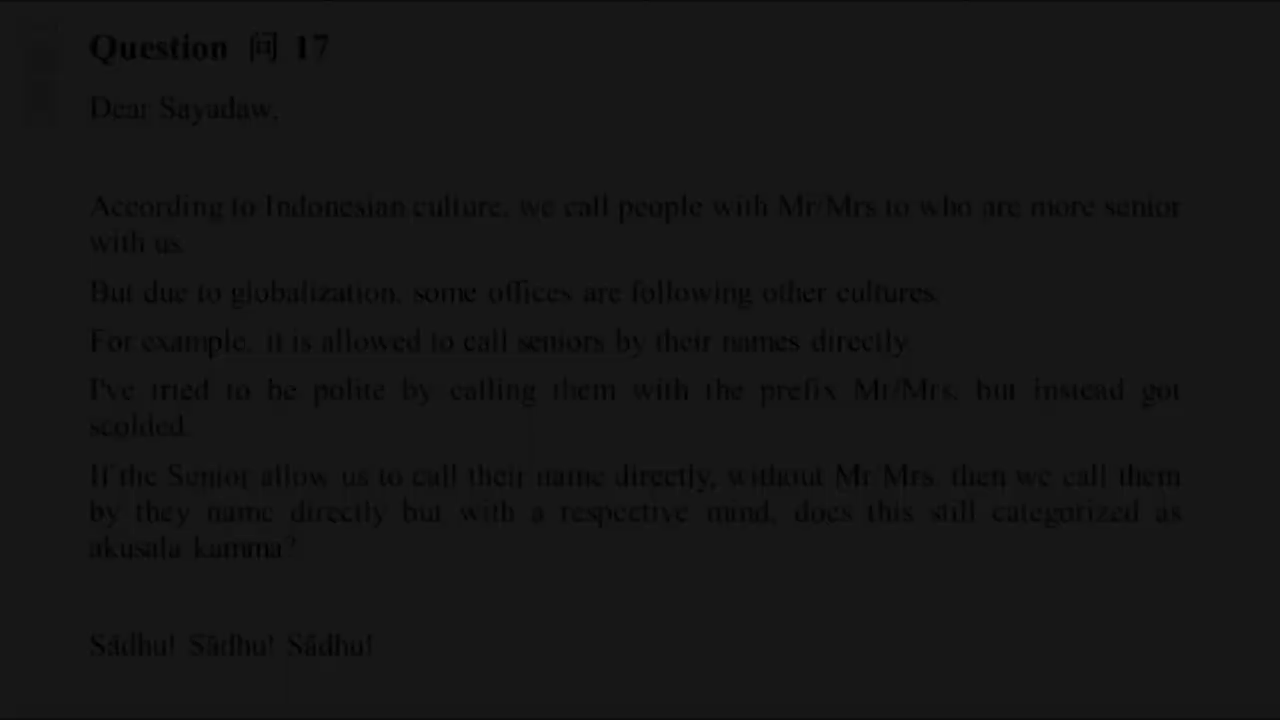 Question 问 17
Dear Sayadaw,
According to Indonesian culture, we call people with Mr/Mrs to who are more senior
with us.
But due to globalization, some offices are following other cultures.
For example, it is allowed to call seniors by their names directly.
I've tried to be polite by calling them with the prefix Mr/Mrs, but instead got
scolded.
If the Senior allow us to call their name directly, without Mr/Mrs, then we call them
by they name directly but with a respective mind, does this still categorized as
akusala kamma?
Sādhu! Sādhu! Sādhu!